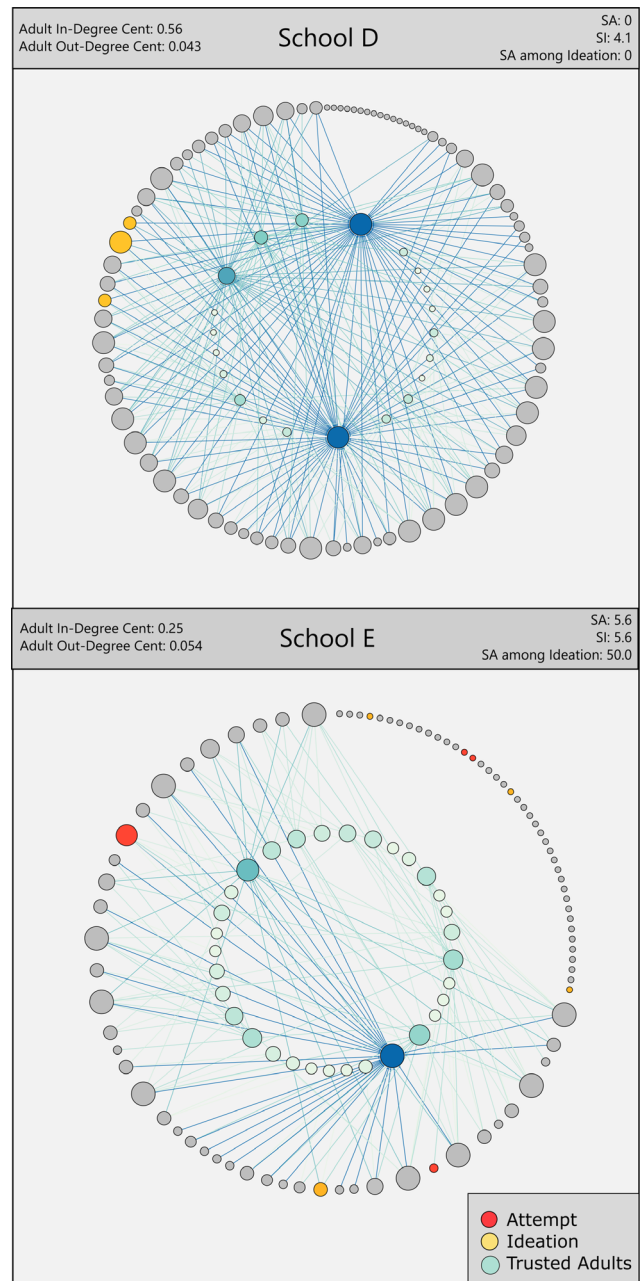 Adult In-Degree Cent: 0.56
Adult Out-Degree Cent: 0.043
School D
SA: 0
SI: 4.1
SA among Ideation: 0
Adult In-Degree Cent: 0.25
Adult Out-Degree Cent: 0.054
School E
SA: 5.6
SI: 5.6
SA among Ideation: 50.0
Attempt
Ideation
Trusted Adults